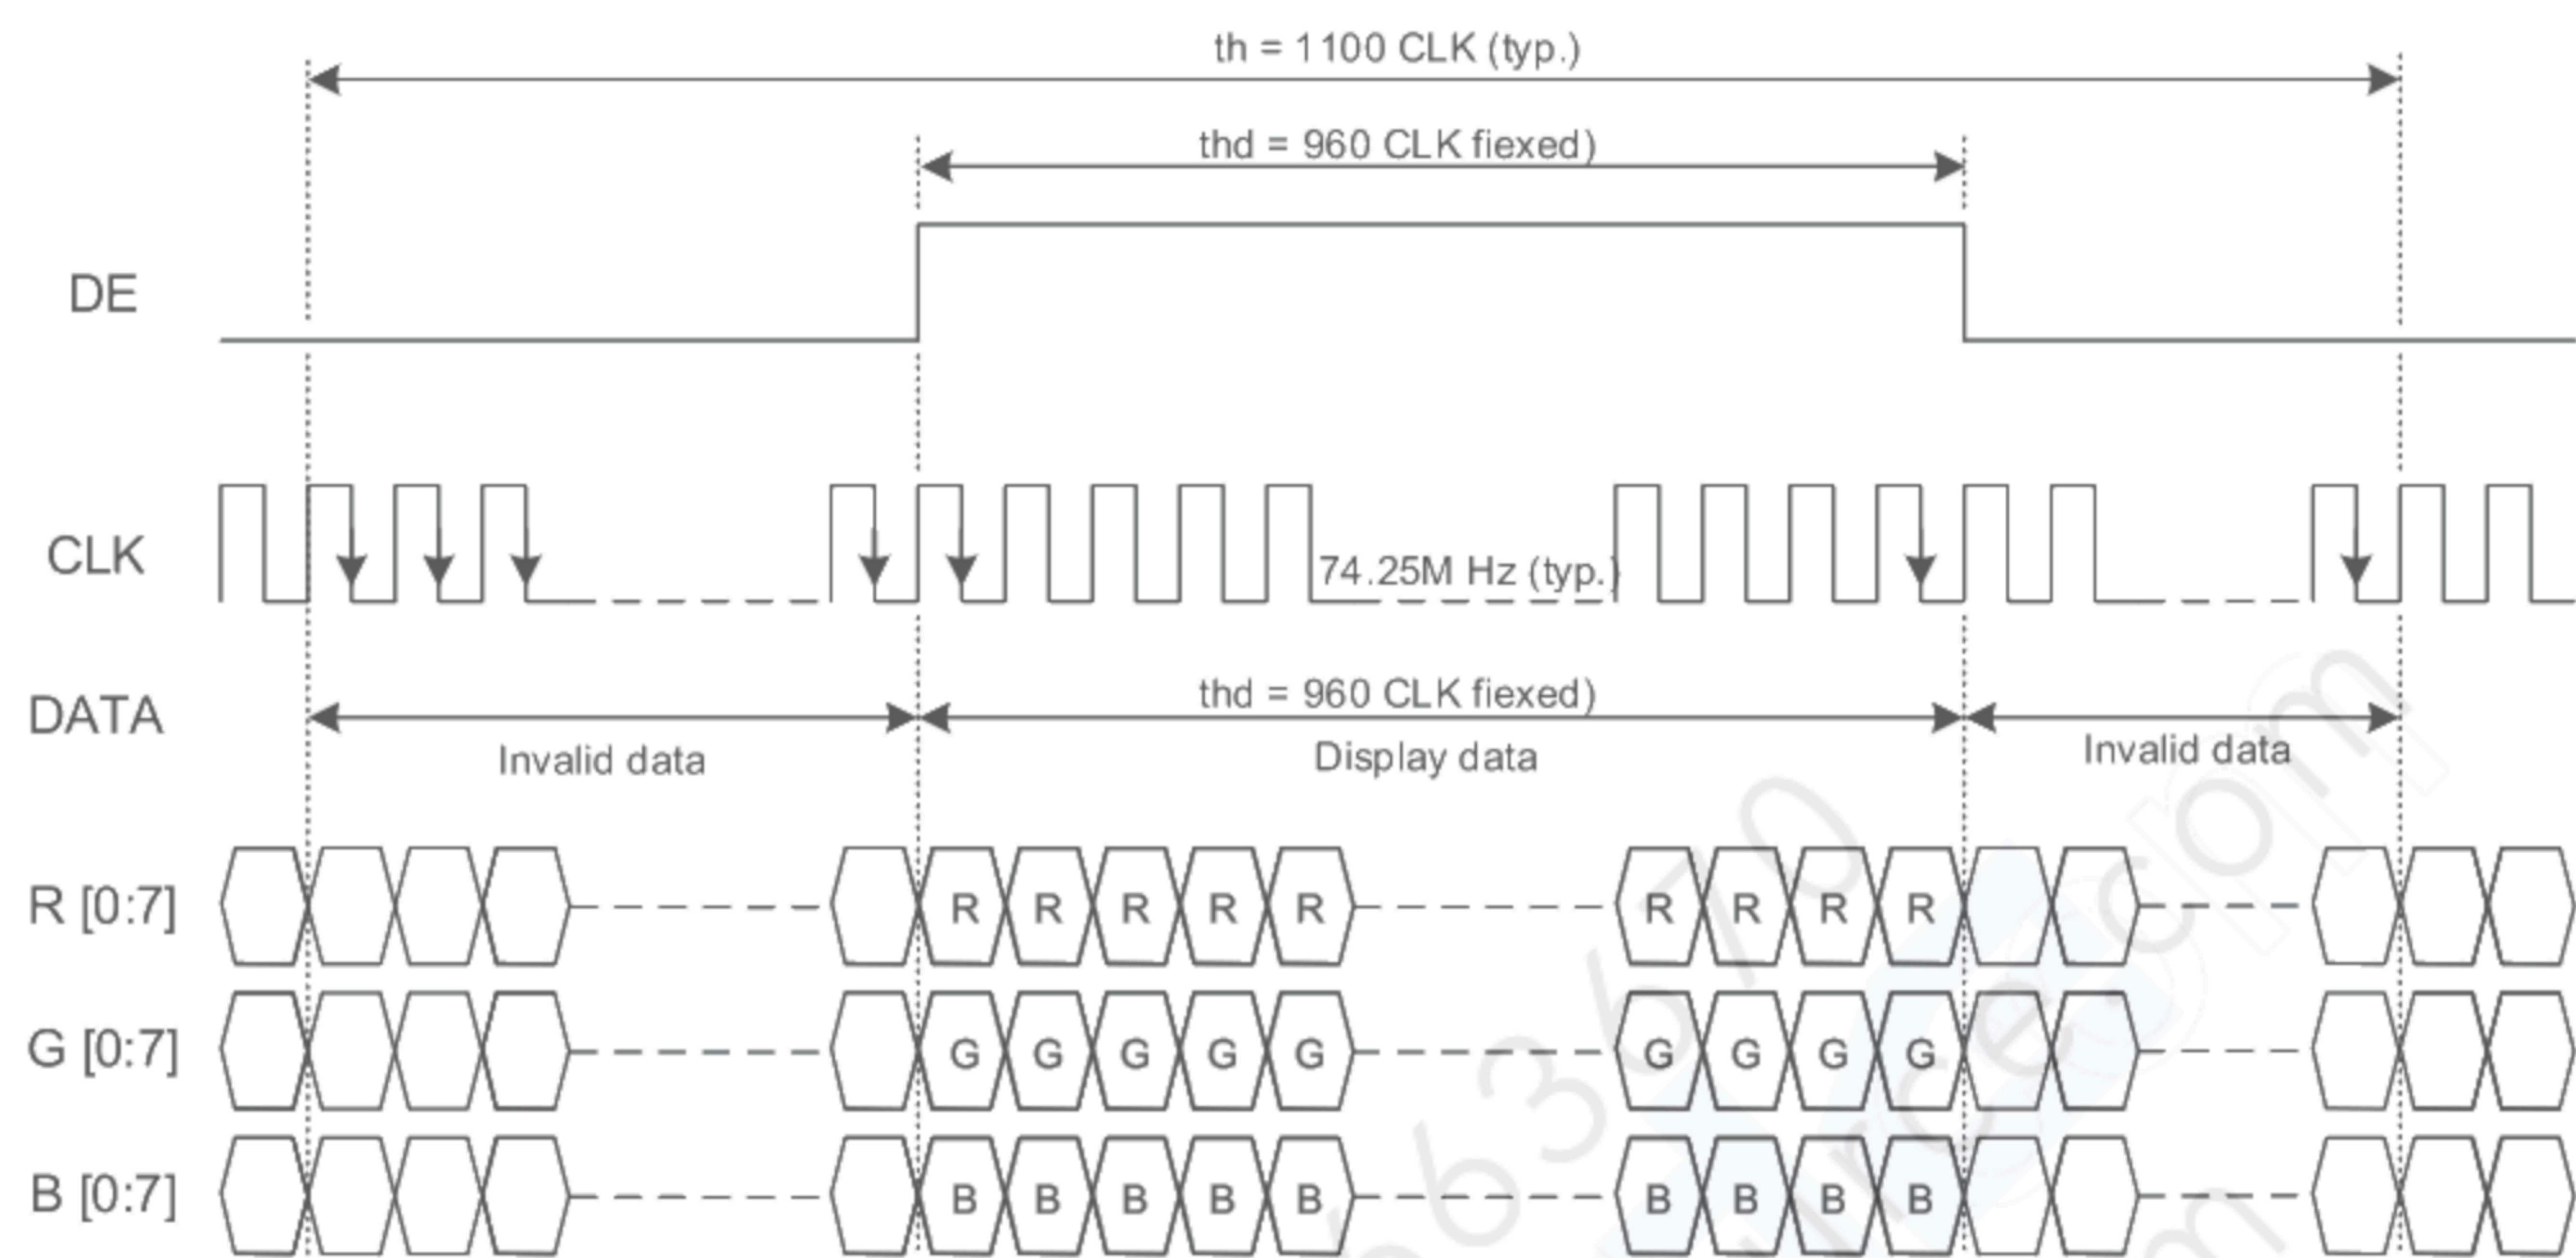 th = 1100 CLK (typ.)
thd = 960 CLK fiexed)
DE
CLK
74.25M Hz (typ.)
DATA
thd = 960 CLK fiexed)
Invalid data
Display data
Invalid data
R [0:7]
R R R R R R R R R
G [0:7]
G G G G G G G G G
B [0:7]
B B B B B B B B B